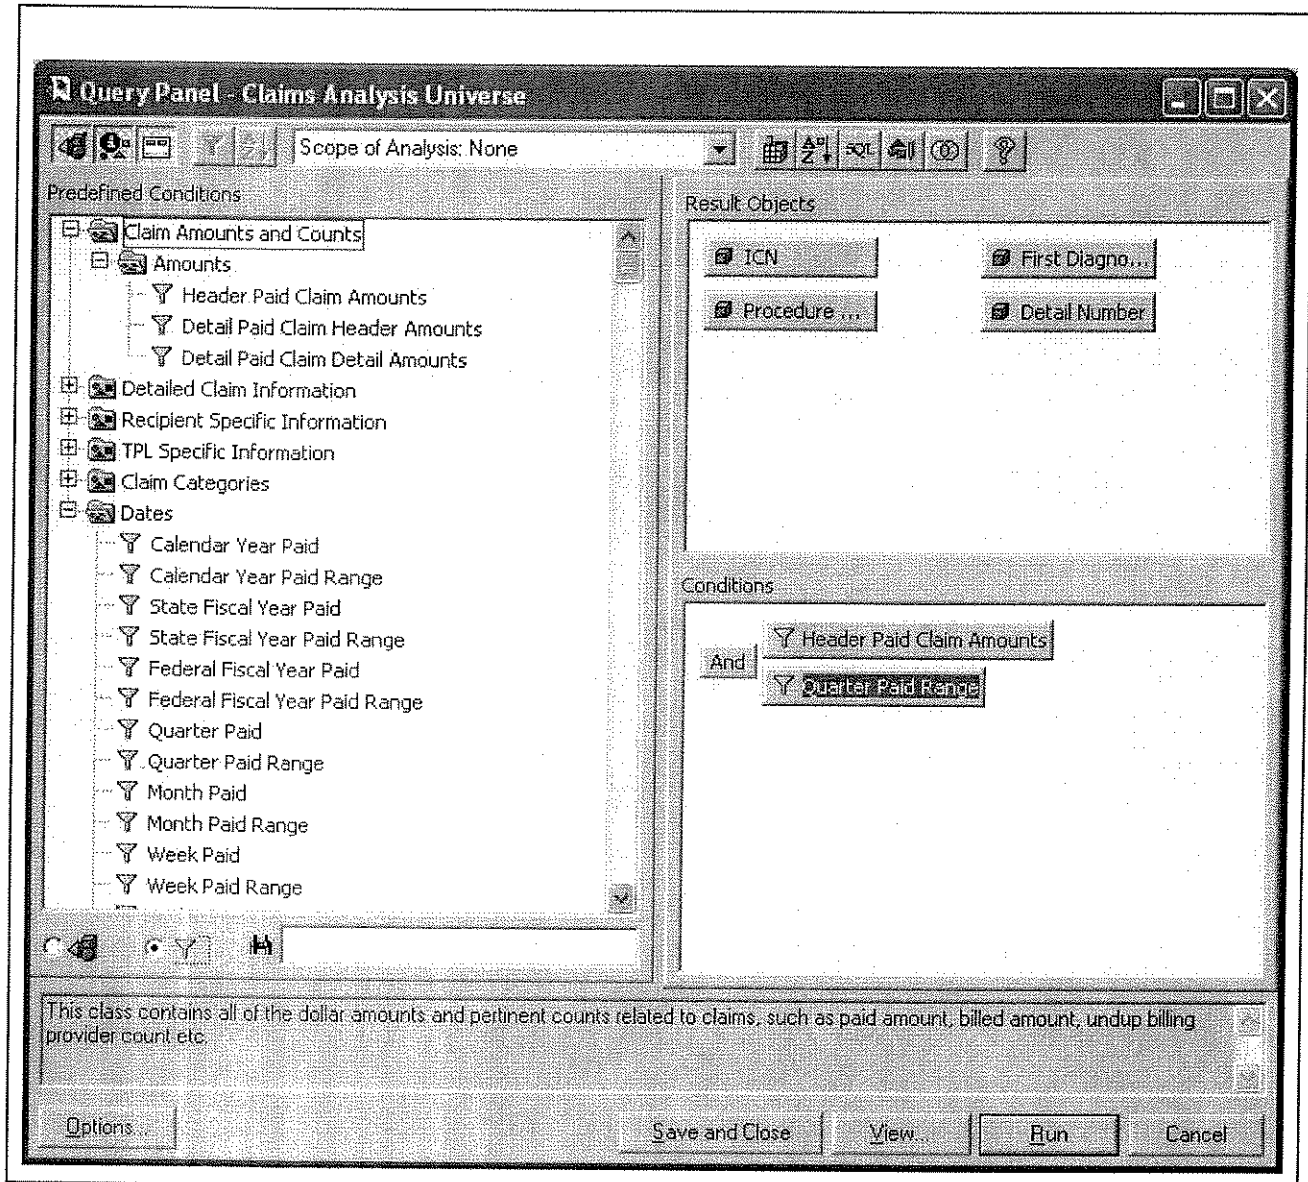 Query Panel - Claims Analysis Universe
Scope of Analysis: None
SQL
Predefined Conditions
Claim Amounts and Counts
Amounts
Header Paid Claim Amounts
Detail Paid Claim Header Amounts
Detail Paid Claim Detail Amounts
Detailed Claim Information
Recipient Specific Information
TPL Specific Information
Claim Categories
Dates
Calendar Year Paid
Calendar Year Paid Range
State Fiscal Year Paid
State Fiscal Year Paid Range
Federal Fiscal Year Paid
Federal Fiscal Year Paid Range
Quarter Paid
Quarter Paid Range
Month Paid
Month Paid Range
Week Paid
Week Paid Range
Result Objects
ICN
First Diagno...
Procedure ...
Detail Number
Conditions
And
Header Paid Claim Amounts
Quarter Paid Range
This class contains all of the dollar amounts and pertinent counts related to claims, such as paid amount, billed amount, undup billing
provider count etc.
Options...
Save and Close
View...
Run
Cancel